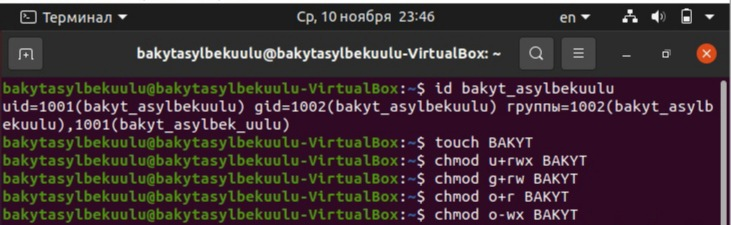 Терминал
Ср, 10 ноября 23:46
en
bakytasylbekuulu@bakytasylbekuulu-VirtualBox: ~
bakytasylbekuulu@bakytasylbekuulu-VirtualBox:~$ id bakyt_asylbekuulu
uid=1001(bakyt_asylbekuulu) gid=1002(bakyt_asylbekuulu) группы=1002(bakyt_asylb
ekuulu),1001(bakyt_asylbek_uulu)
bakytasylbekuulu@bakytasylbekuulu-VirtualBox:~$ touch BAKYT
bakytasylbekuulu@bakytasylbekuulu-VirtualBox:~$ chmod u+rwx BAKYT
bakytasylbekuulu@bakytasylbekuulu-VirtualBox:~$ chmod g+rw BAKYT
bakytasylbekuulu@bakytasylbekuulu-VirtualBox:~$ chmod o+r BAKYT
bakytasylbekuulu@bakytasylbekuulu-VirtualBox:~$ chmod o-wx BAKYT